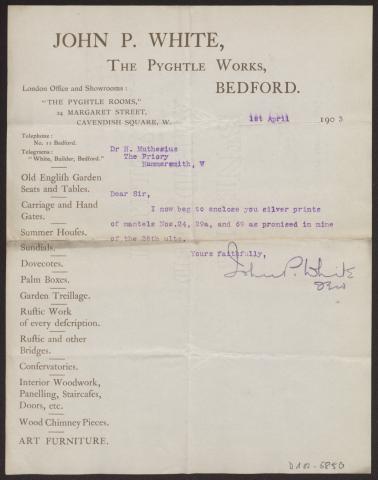 JOHN P. WHITE,
THE PYGHTLE WORKS,
BEDFORD.
London Office and Showrooms :
"THE PYGHTLE ROOMS,"
24 MARGARET STREET,
CAVENDISH SQUARE, W.
1st April 1903
Telephone :
No. 11 Bedford.
Telegrams :
"White, Builder, Bedford."
Dr H. Muthesius
The Priory
Hammersmith, W
Old Engliſh Garden
Seats and Tables.
Carriage and Hand
Gates.
Summer Houſes.
Sundials.
Dovecotes.
Palm Boxes.
Garden Treillage.
Ruſtic Work
of every deſcription.
Ruſtic and other
Bridges.
Conſervatories.
Interior Woodwork,
Panelling, Staircaſes,
Doors, etc.
Wood Chimney Pieces.
ART FURNITURE.
Dear Sir,
I now beg to enclose you silver prints
of mantels Nos.24, 29a, and 69 as promised in mine
of the 28th ulto.
Yours faithfully,
John P. White
D 102-6850